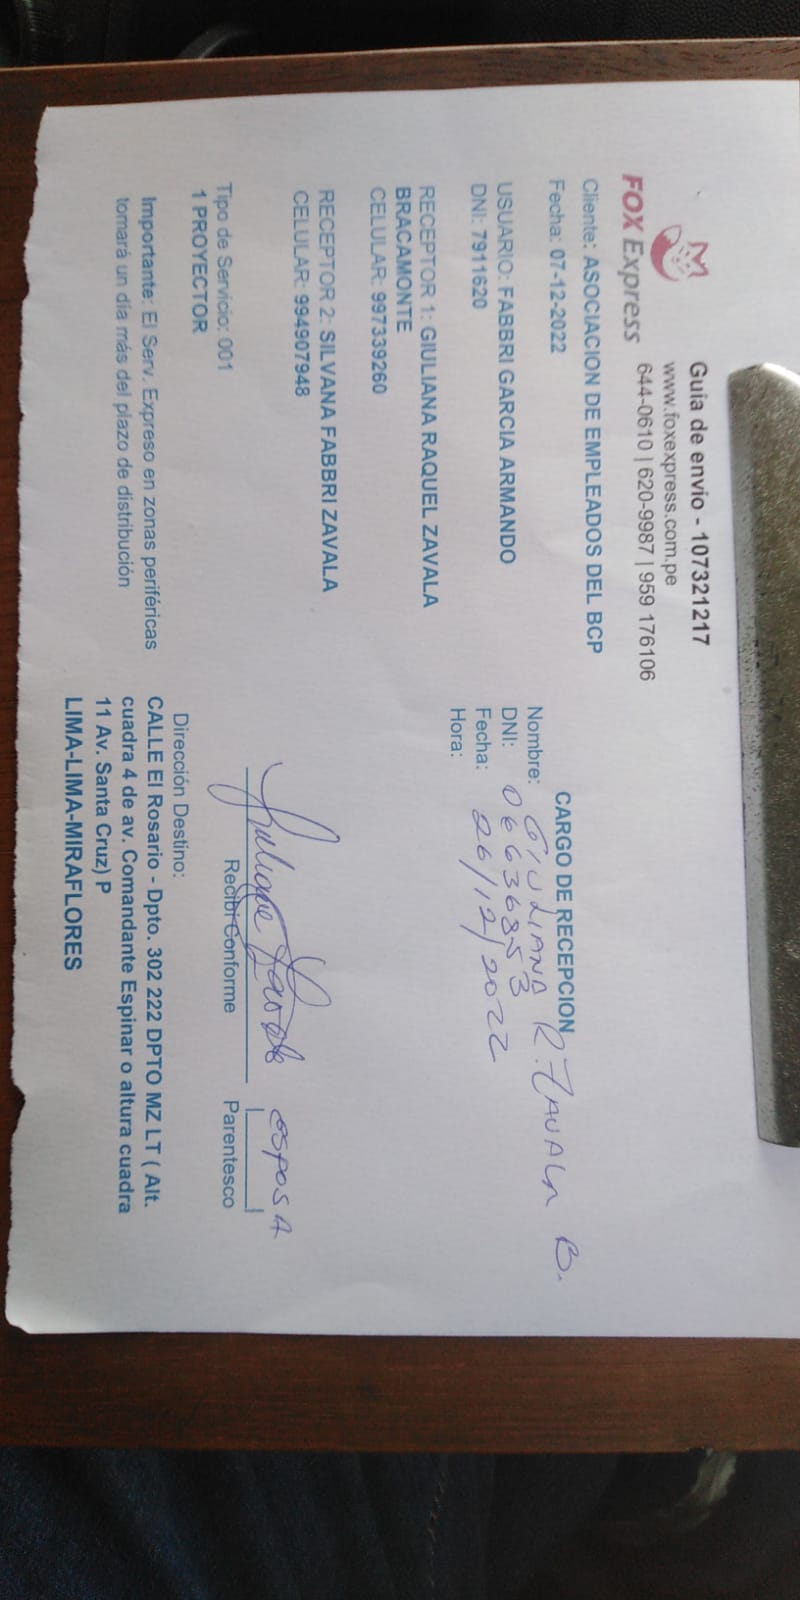 FOX Express
Guia de envio - 107321217
www.foxexpress.com.pe
644-0610 | 620-9987 | 959 176106
Cliente: ASOCIACION DE EMPLEADOS DEL BCP
Fecha: 07-12-2022
USUARIO: FABBRI GARCIA ARMANDO
DNI: 7911620
RECEPTOR 1: GIULIANA RAQUEL ZAVALA
BRACAMONTE
CELULAR: 997339260
RECEPTOR 2: SILVANA FABBRI ZAVALA
CELULAR: 994907948
Tipo de Servicio: 001
1 PROYECTOR
Importante: El Serv. Expreso en zonas periféricas
tomará un día más del plazo de distribución
CARGO DE RECEPCION
Nombre: GIULIANA R. ZAVALA B.
DNI: 06636853
Fecha: 26/12/2022
Hora:
esposa
Recibi Conforme
Parentesco
Dirección Destino:
CALLE El Rosario - Dpto. 302 222 DPTO MZ LT ( Alt.
cuadra 4 de av. Comandante Espinar o altura cuadra
11 Av. Santa Cruz) P
LIMA-LIMA-MIRAFLORES